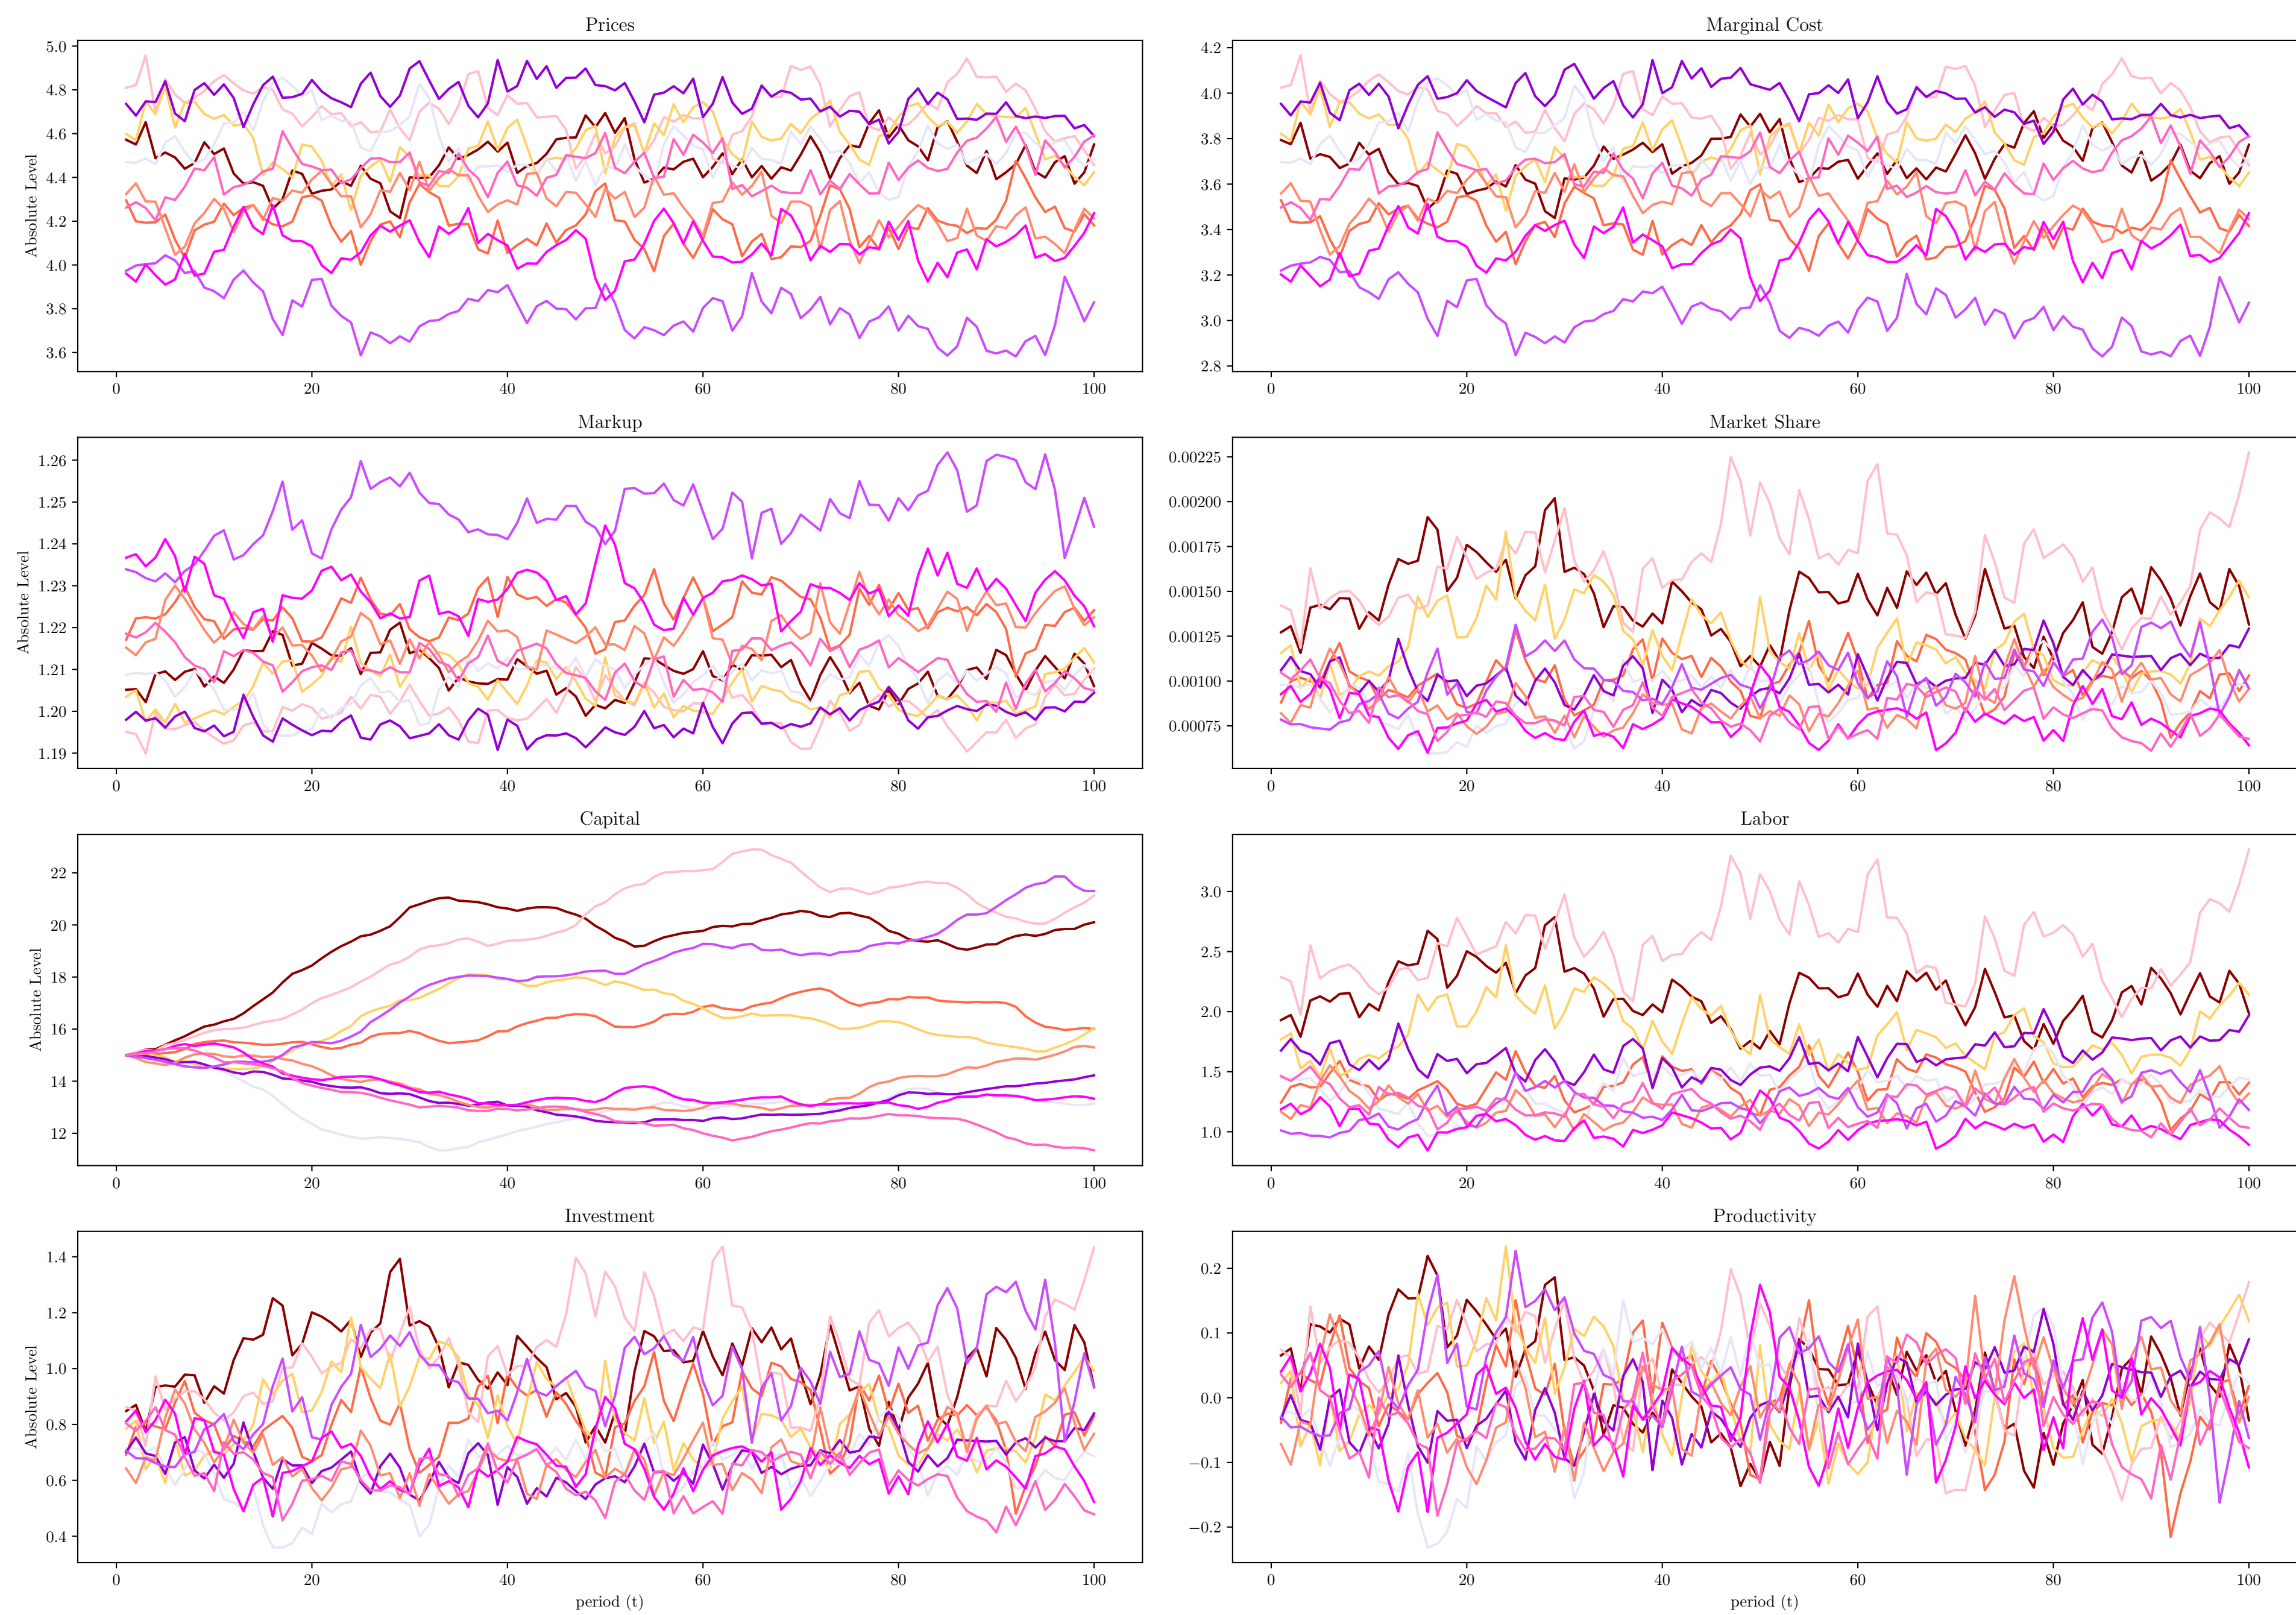 Prices
Absolute Level
5.0
4.8
4.6
4.4
4.2
4.0
3.8
3.6
0 20 40 60 80 100
Marginal Cost
4.2
4.0
3.8
3.6
3.4
3.2
3.0
2.8
0 20 40 60 80 100
Markup
Absolute Level
1.26
1.25
1.24
1.23
1.22
1.21
1.20
1.19
0 20 40 60 80 100
Market Share
0.00225
0.00200
0.00175
0.00150
0.00125
0.00100
0.00075
0 20 40 60 80 100
Capital
Absolute Level
22
20
18
16
14
12
0 20 40 60 80 100
Labor
3.0
2.5
2.0
1.5
1.0
0 20 40 60 80 100
Investment
Absolute Level
1.4
1.2
1.0
0.8
0.6
0.4
0 20 40 60 80 100
period (t)
Productivity
0.2
0.1
0.0
−0.1
−0.2
0 20 40 60 80 100
period (t)